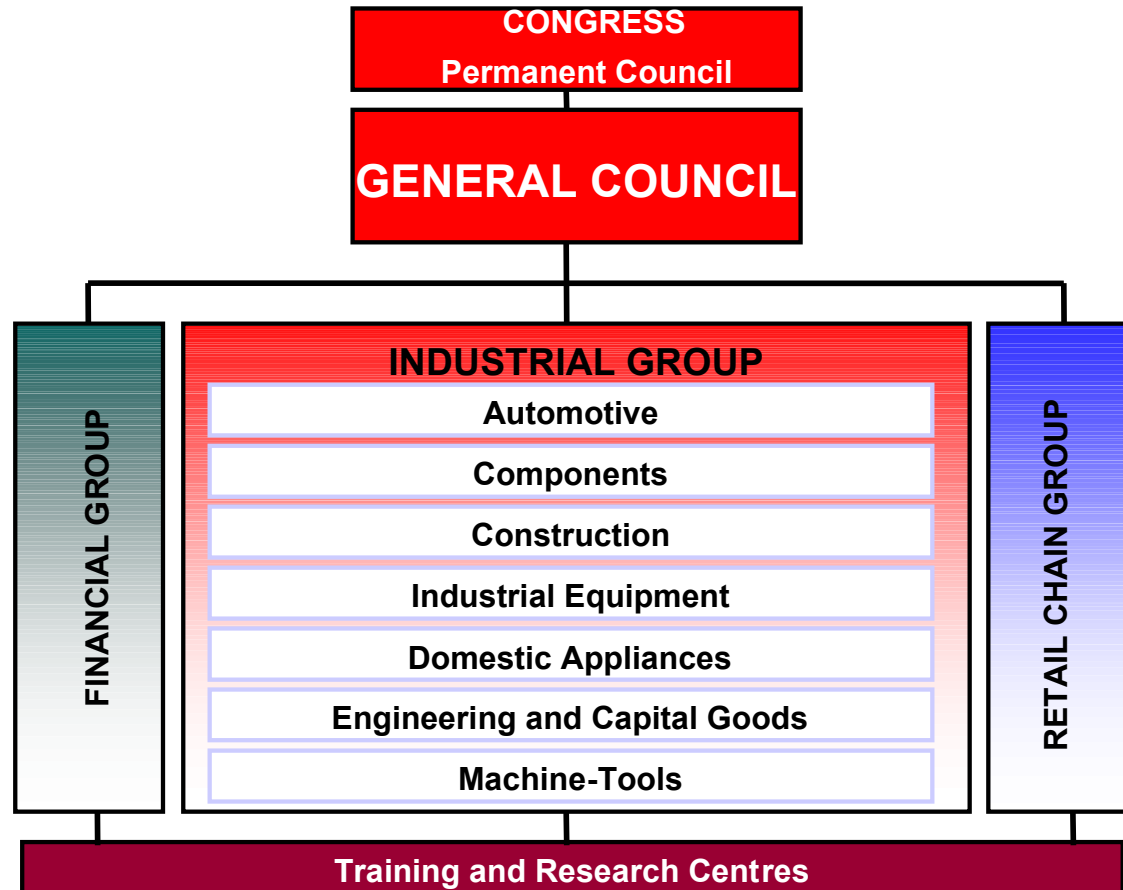 CONGRESS
Permanent Council
GENERAL COUNCIL
FINANCIAL GROUP
INDUSTRIAL GROUP
Automotive
Components
Construction
Industrial Equipment
Domestic Appliances
Engineering and Capital Goods
Machine-Tools
RETAIL CHAIN GROUP
Training and Research Centres